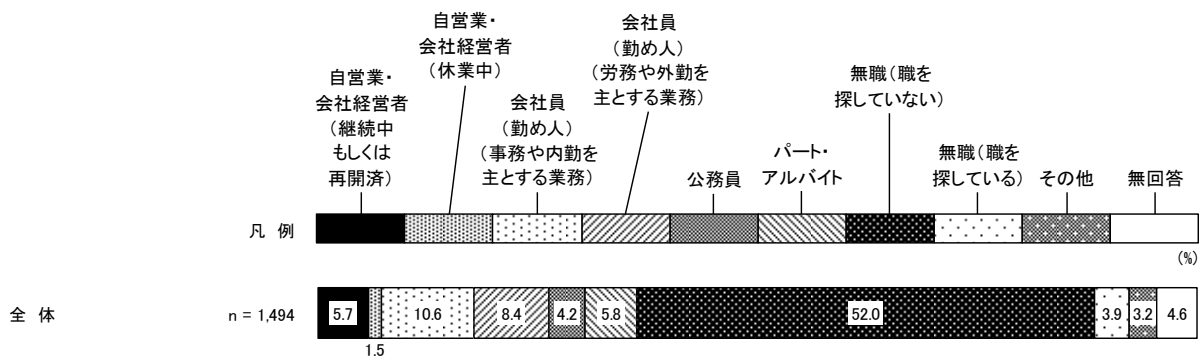 自営業・
会社経営者
(継続中
もしくは
再開済)
自営業・
会社経営者
(休業中)
会社員
(勤め人)
(事務や内勤を
主とする業務)
会社員
(勤め人)
(労務や外勤を
主とする業務)
公務員
パート・
アルバイト
無職(職を
探していない)
無職(職を
探している)
その他
無回答
凡 例
(%)
全 体
n = 1,494
5.7
1.5
10.6
8.4
4.2
5.8
52.0
3.9
3.2
4.6